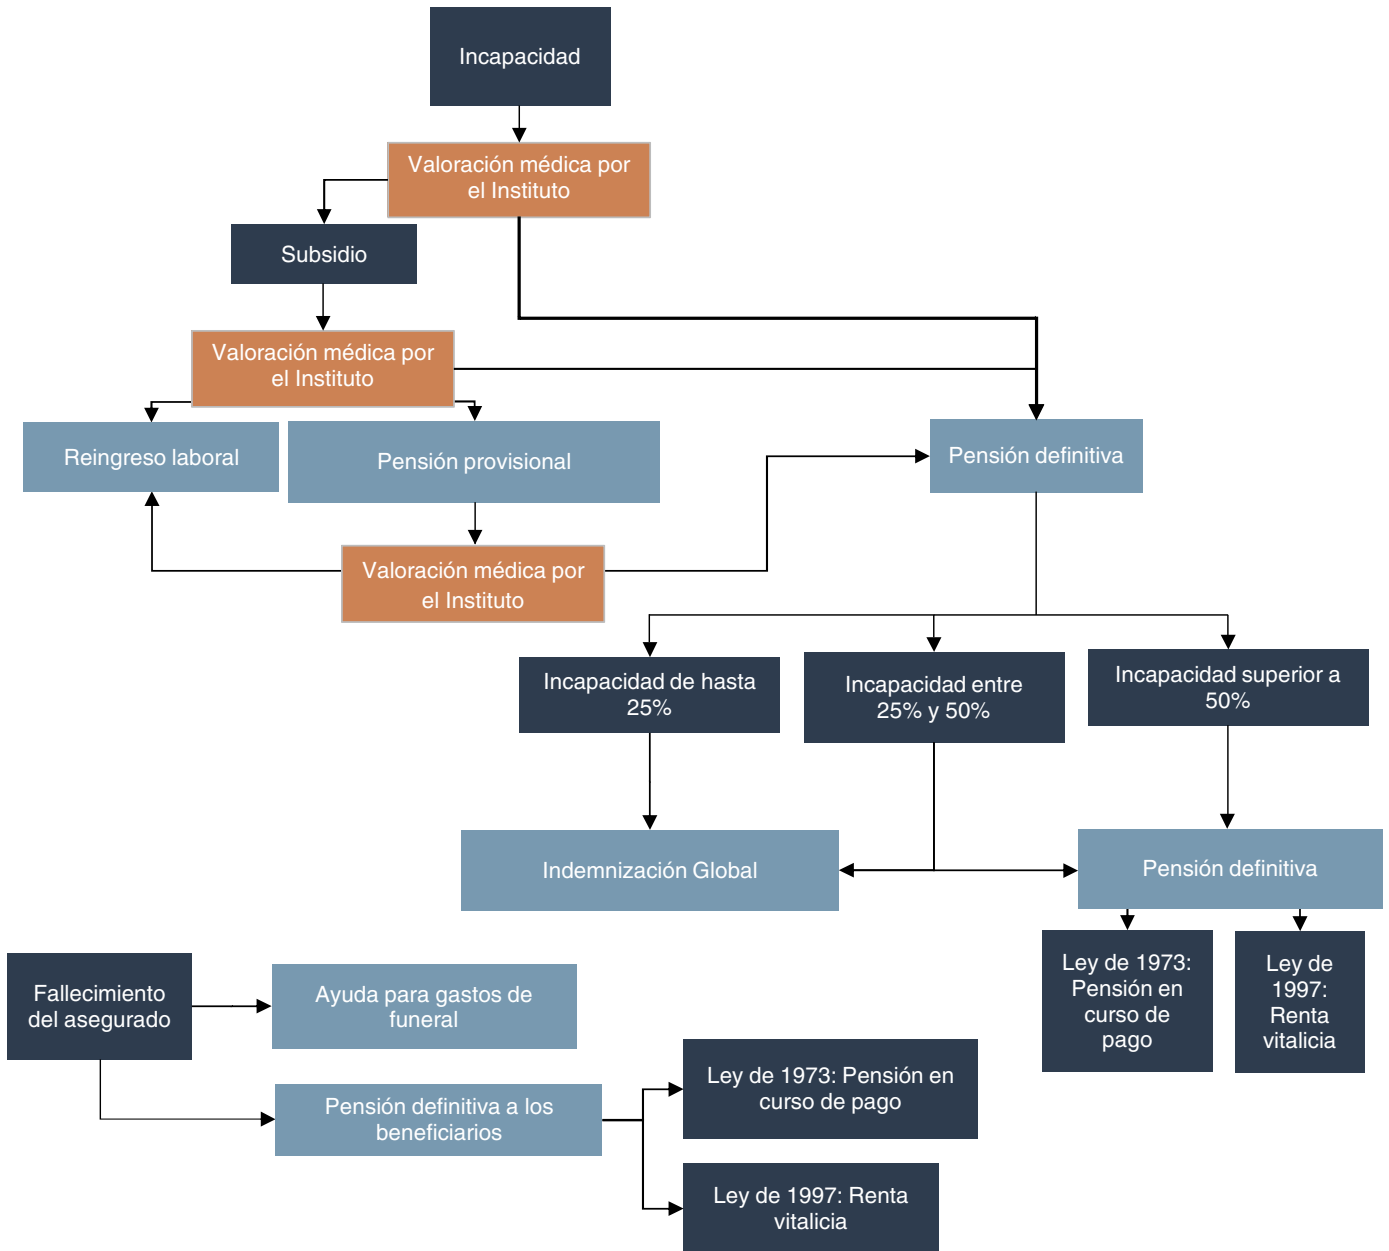 Incapacidad
Valoración médica por
el Instituto
Subsidio
Valoración médica por
el Instituto
Reingreso laboral
Pensión provisional
Pensión definitiva
Valoración médica por
el Instituto
Incapacidad de hasta
25%
Incapacidad entre
25% y 50%
Incapacidad superior a
50%
Indemnización Global
Pensión definitiva
Ley de 1973:
Pensión en
curso de
pago
Ley de
1997:
Renta
vitalicia
Fallecimiento
del asegurado
Ayuda para gastos de
funeral
Pensión definitiva a los
beneficiarios
Ley de 1973: Pensión en
curso de pago
Ley de 1997: Renta
vitalicia